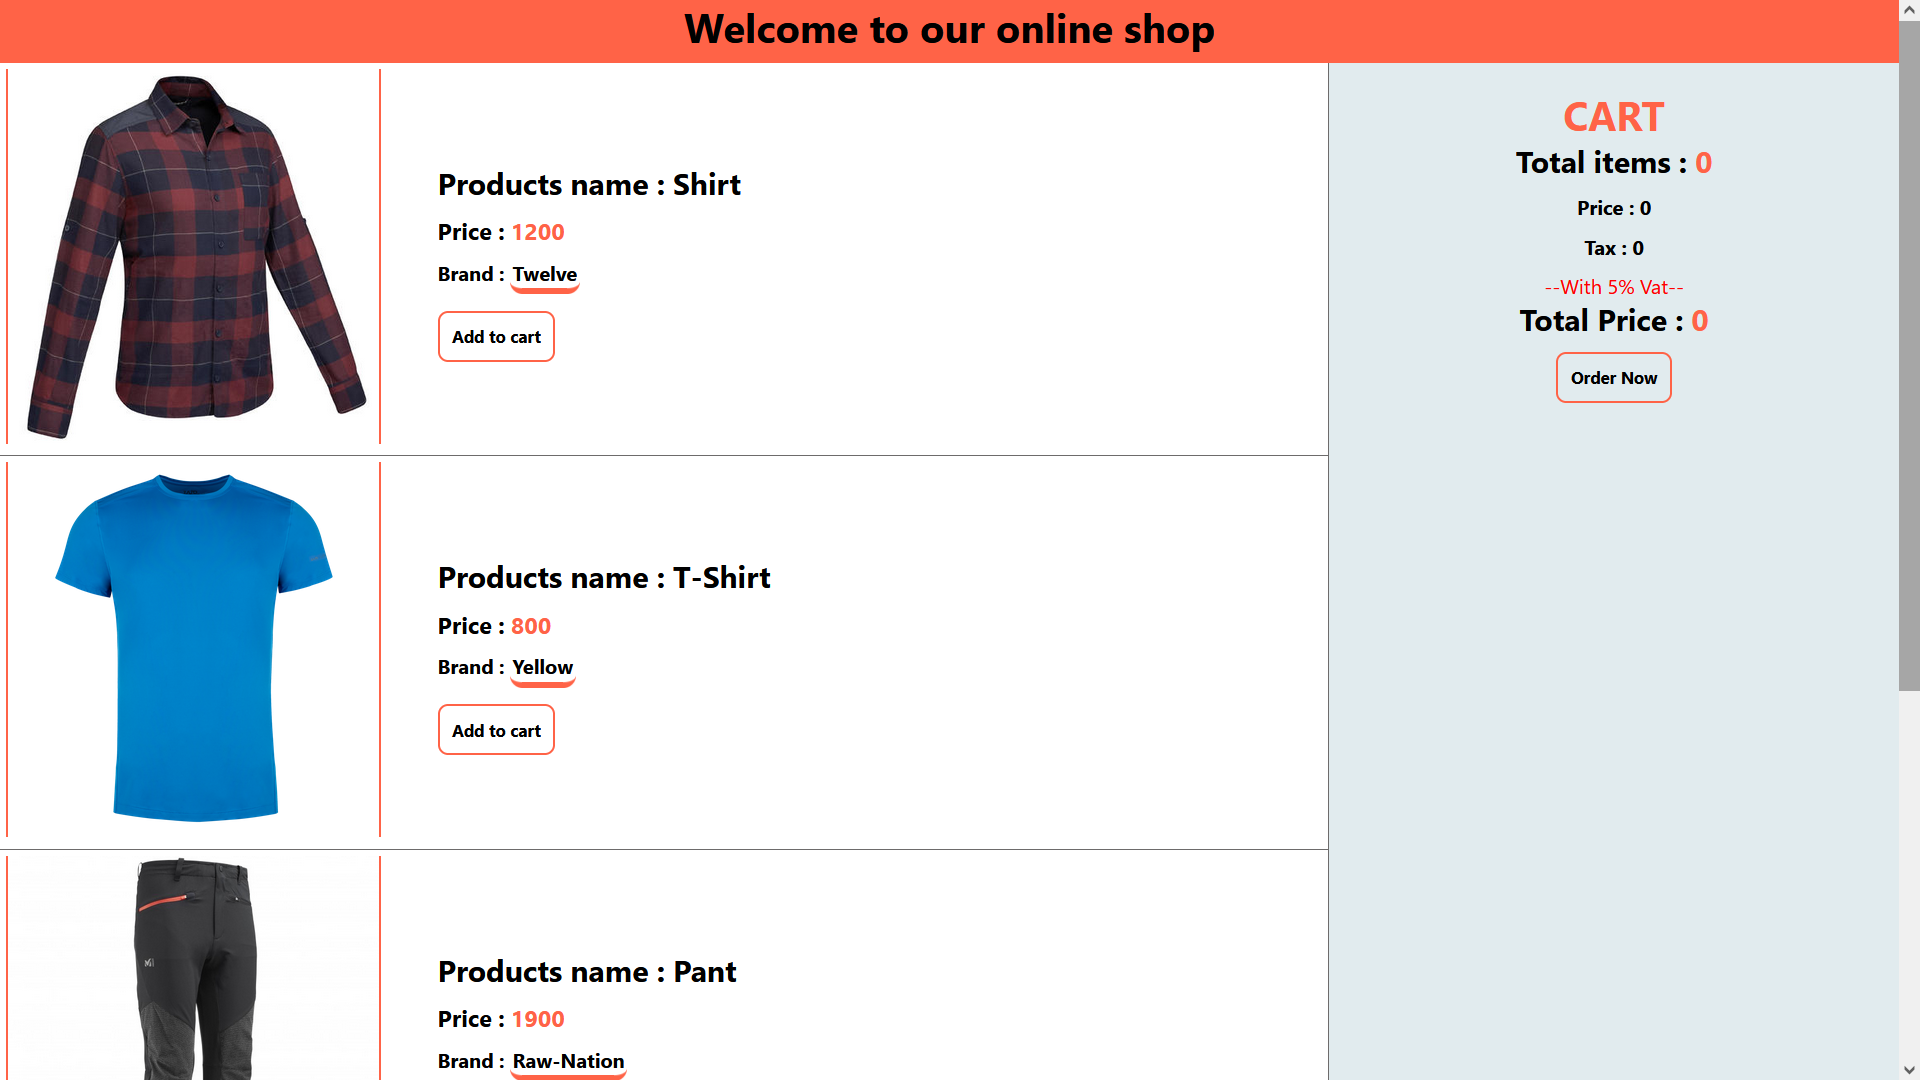 Welcome to our online shop
Products name : Shirt
Price : 1200
Brand : Twelve
Add to cart
Products name : T-Shirt
Price : 800
Brand : Yellow
Add to cart
Products name : Pant
Price : 1900
Brand : Raw-Nation
CART
Total items : 0
Price : 0
Tax : 0
--With 5% Vat--
Total Price : 0
Order Now